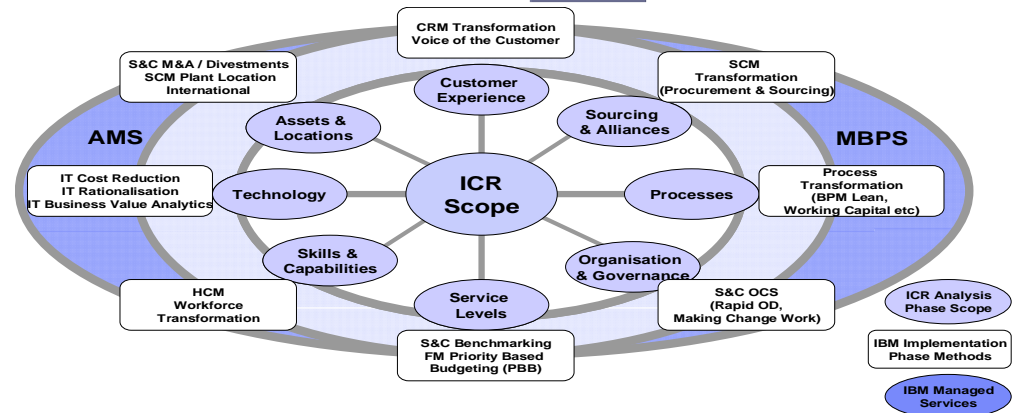 CRM Transformation
Voice of the Customer
S&C M&A / Divestments
SCM Plant Location
International
SCM
Transformation
(Procurement & Sourcing)
Customer
Experience
Assets &
Locations
Sourcing
& Alliances
AMS
MBPS
IT Cost Reduction
IT Rationalisation
IT Business Value Analytics
Technology
ICR
Scope
Processes
Process
Transformation
(BPM Lean,
Working Capital etc)
Skills &
Capabilities
Organisation
& Governance
Service
Levels
HCM
Workforce
Transformation
S&C OCS
(Rapid OD,
Making Change Work)
S&C Benchmarking
FM Priority Based
Budgeting (PBB)
ICR Analysis
Phase Scope
IBM Implementation
Phase Methods
IBM Managed
Services